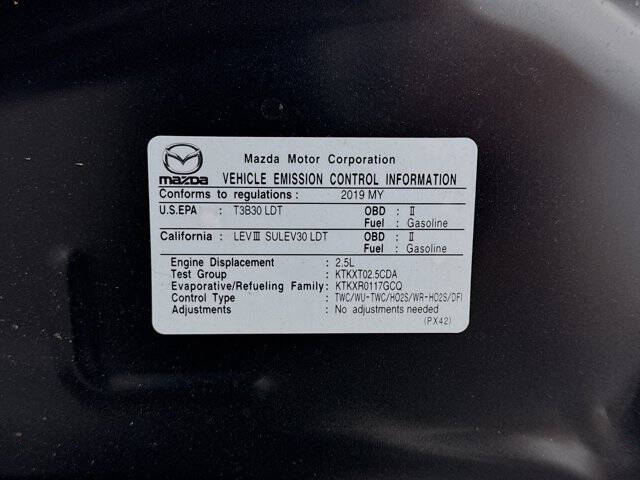 mazda
Mazda Motor Corporation
VEHICLE EMISSION CONTROL INFORMATION
Conforms to regulations : 2019 MY
U.S.EPA : T3B30 LDT OBD : Ⅱ
Fuel : Gasoline
California : LEVⅢ SULEV30 LDT OBD : Ⅱ
Fuel : Gasoline
Engine Displacement : 2.5L
Test Group : KTKXT02.5CDA
Evaporative/Refueling Family: KTKXR0117GCQ
Control Type : TWC/WU-TWC/HO2S/WR-HO2S/DFI
Adjustments : No adjustments needed
(PX42)